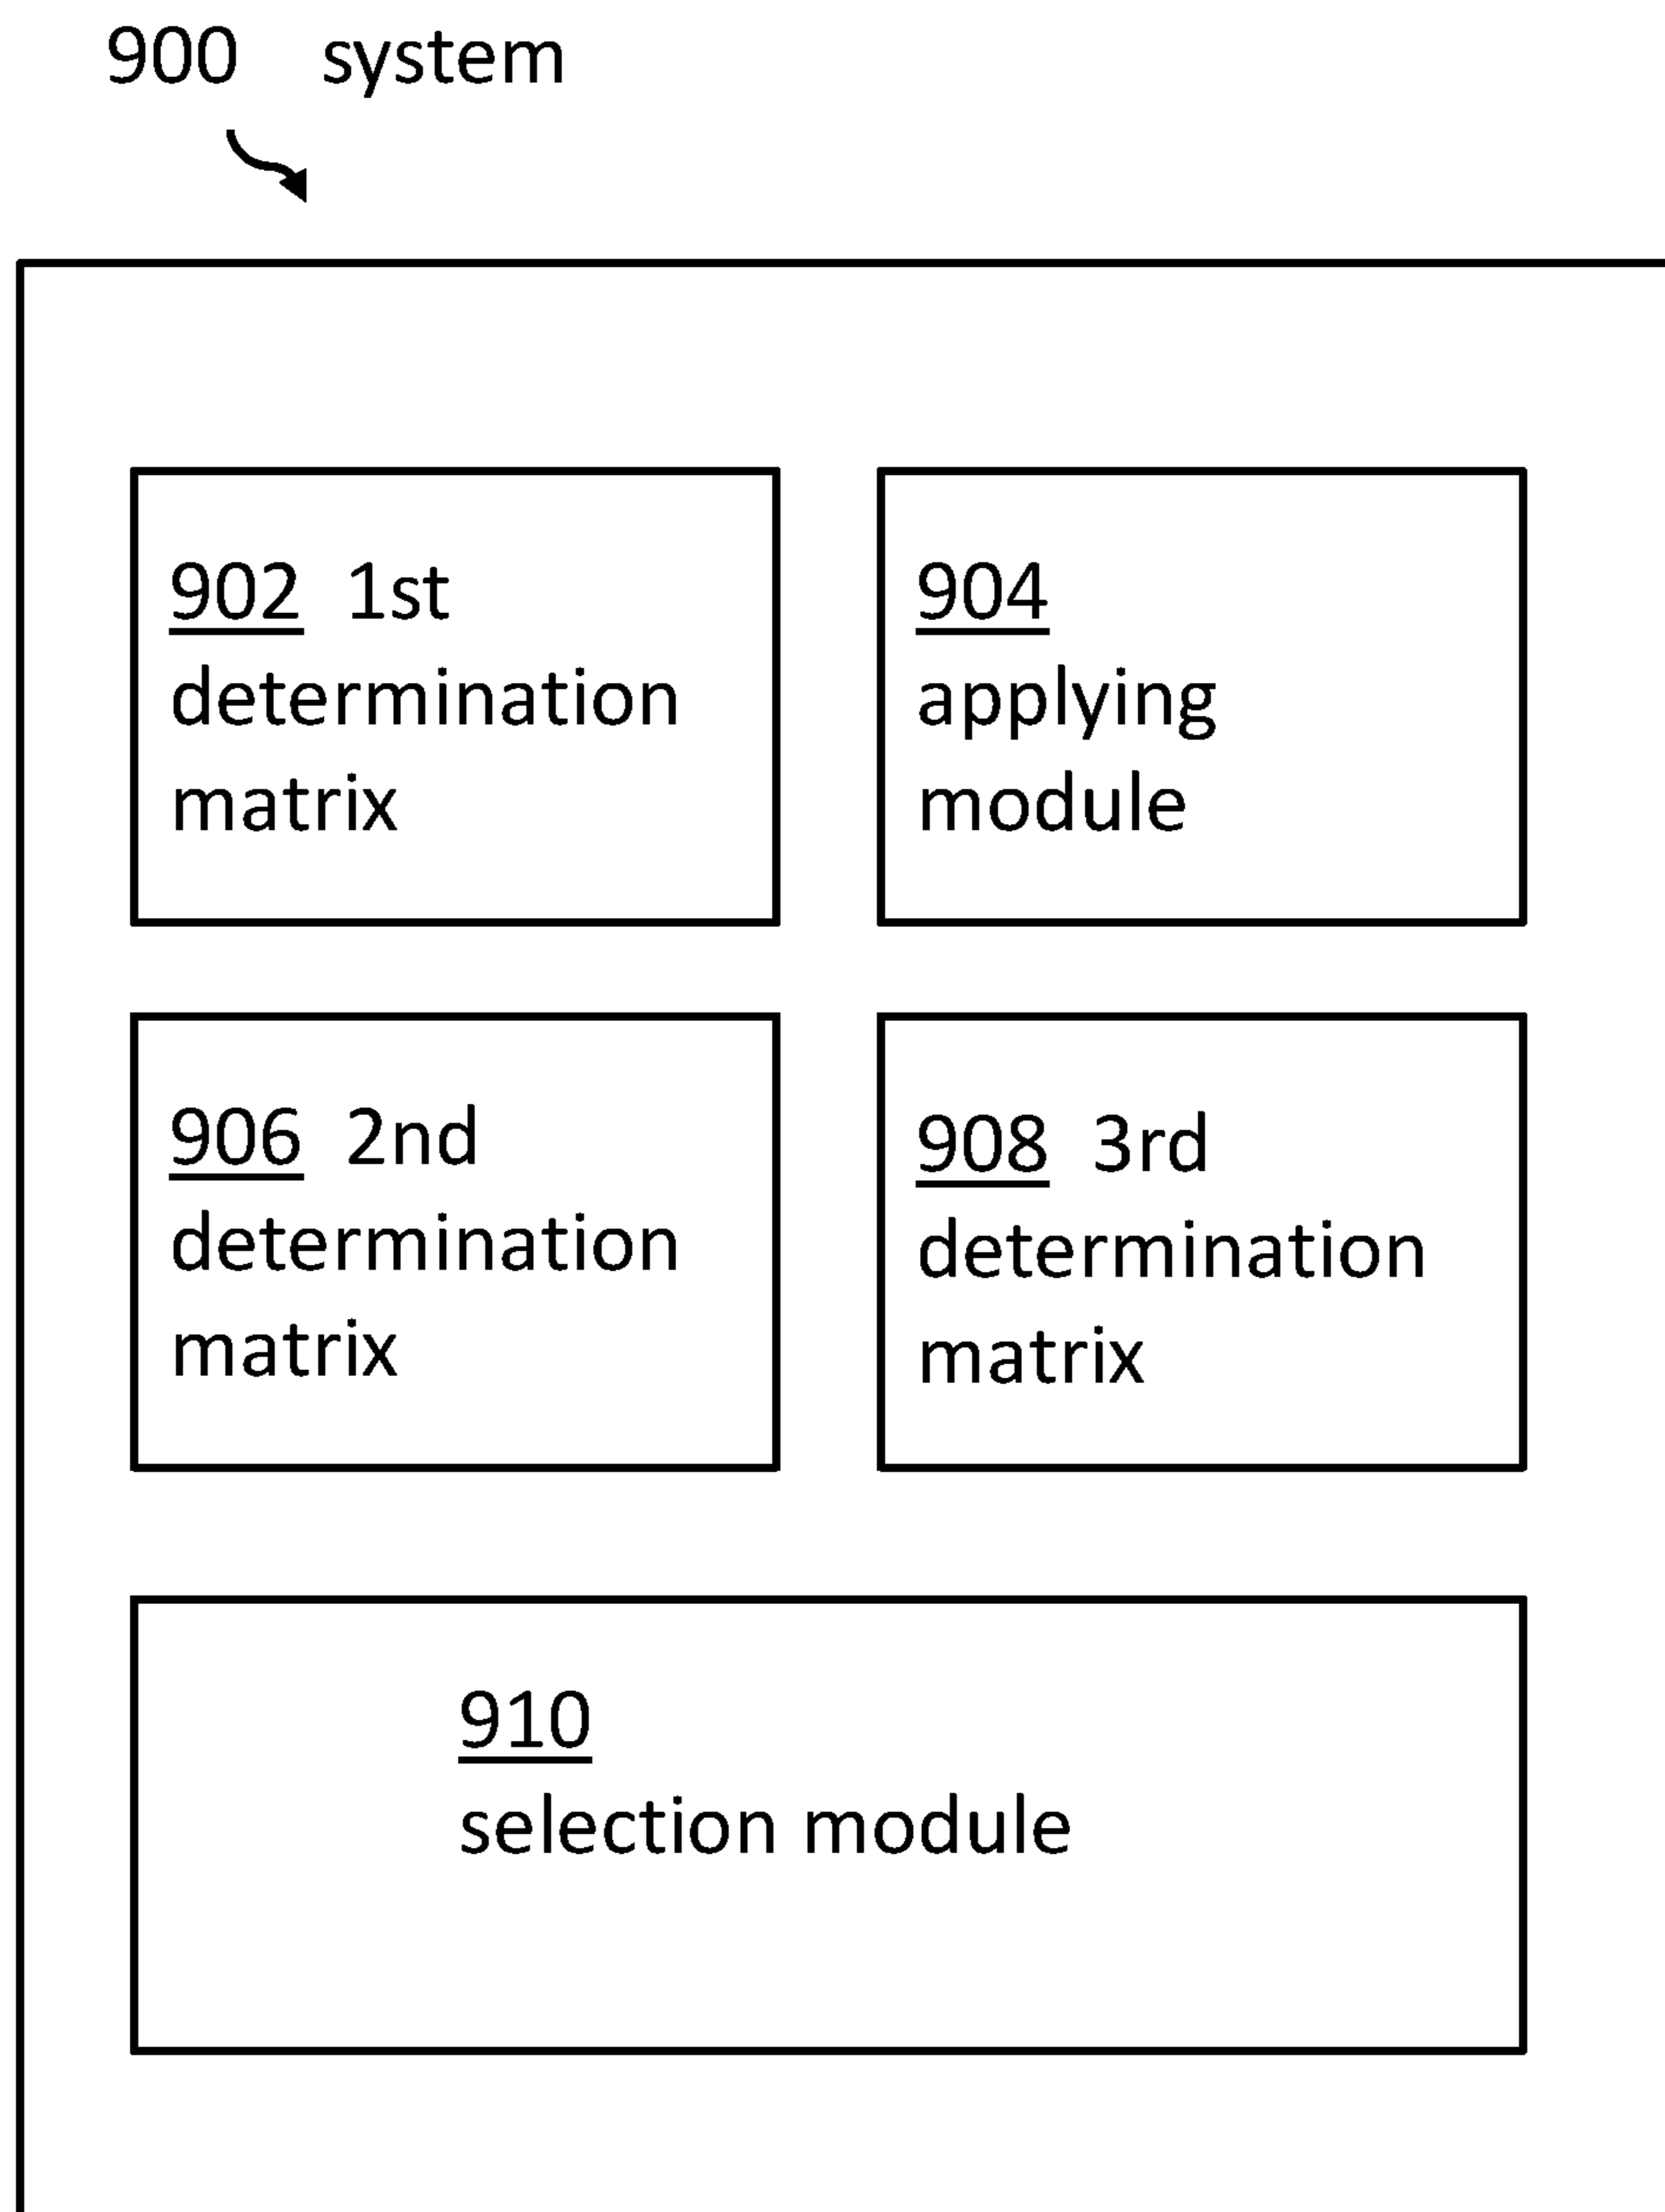 900 system
902 1st
determination
matrix
904
applying
module
906 2nd
determination
matrix
908 3rd
determination
matrix
910
selection module